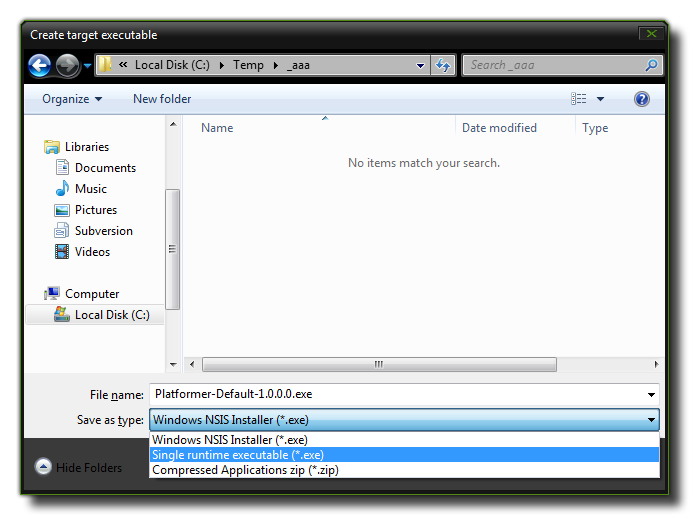 Create target executable
« Local Disk (C:) Temp _aaa
Search _aaa
Organize New folder
Name Date modified Type
No items match your search.
Libraries
Documents
Music
Pictures
Subversion
Videos
Computer
Local Disk (C:)
File name: Platformer-Default-1.0.0.0.exe
Save as type: Windows NSIS Installer (*.exe)
Windows NSIS Installer (*.exe)
Single runtime executable (*.exe)
Compressed Applications zip (*.zip)
Hide Folders